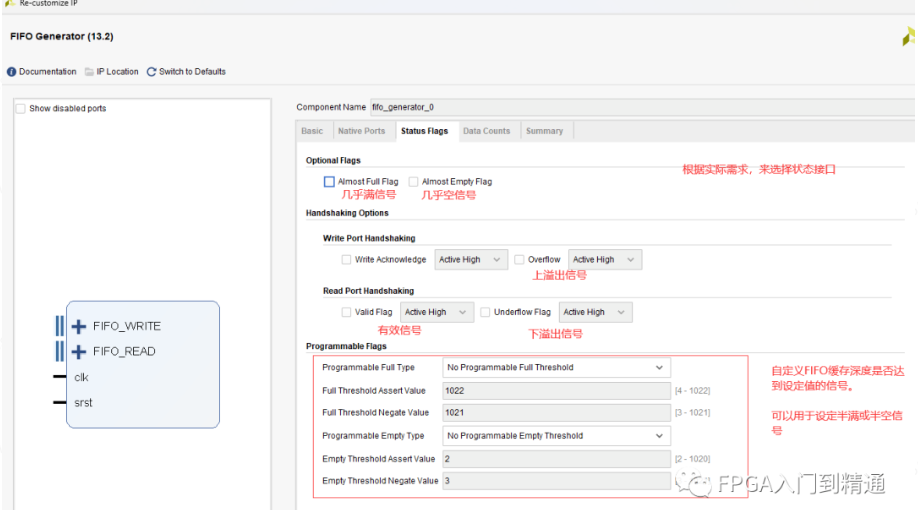 Re-customize IP
FIFO Generator (13.2)
Documentation IP Location Switch to Defaults
Show disabled ports
FIFO_WRITE
FIFO_READ
clk
srst
Component Name fifo_generator_0
Basic Native Ports Status Flags Data Counts Summary
Optional Flags
根据实际需求，来选择状态接口
Almost Full Flag Almost Empty Flag
几乎满信号 几乎空信号
Handshaking Options
Write Port Handshaking
Write Acknowledge Active High Overflow Active High
上溢出信号
Read Port Handshaking
Valid Flag Active High Underflow Flag Active High
有效信号 下溢出信号
Programmable Flags
Programmable Full Type No Programmable Full Threshold
Full Threshold Assert Value 1022 [4 - 1022]
Full Threshold Negate Value 1021 [3 - 1021]
Programmable Empty Type No Programmable Empty Threshold
Empty Threshold Assert Value 2 [2 - 1020]
Empty Threshold Negate Value 3
自定义FIFO缓存深度是否达
到设定值的信号。
可以用于设定半满或半空信
号
FPGA入门到精通